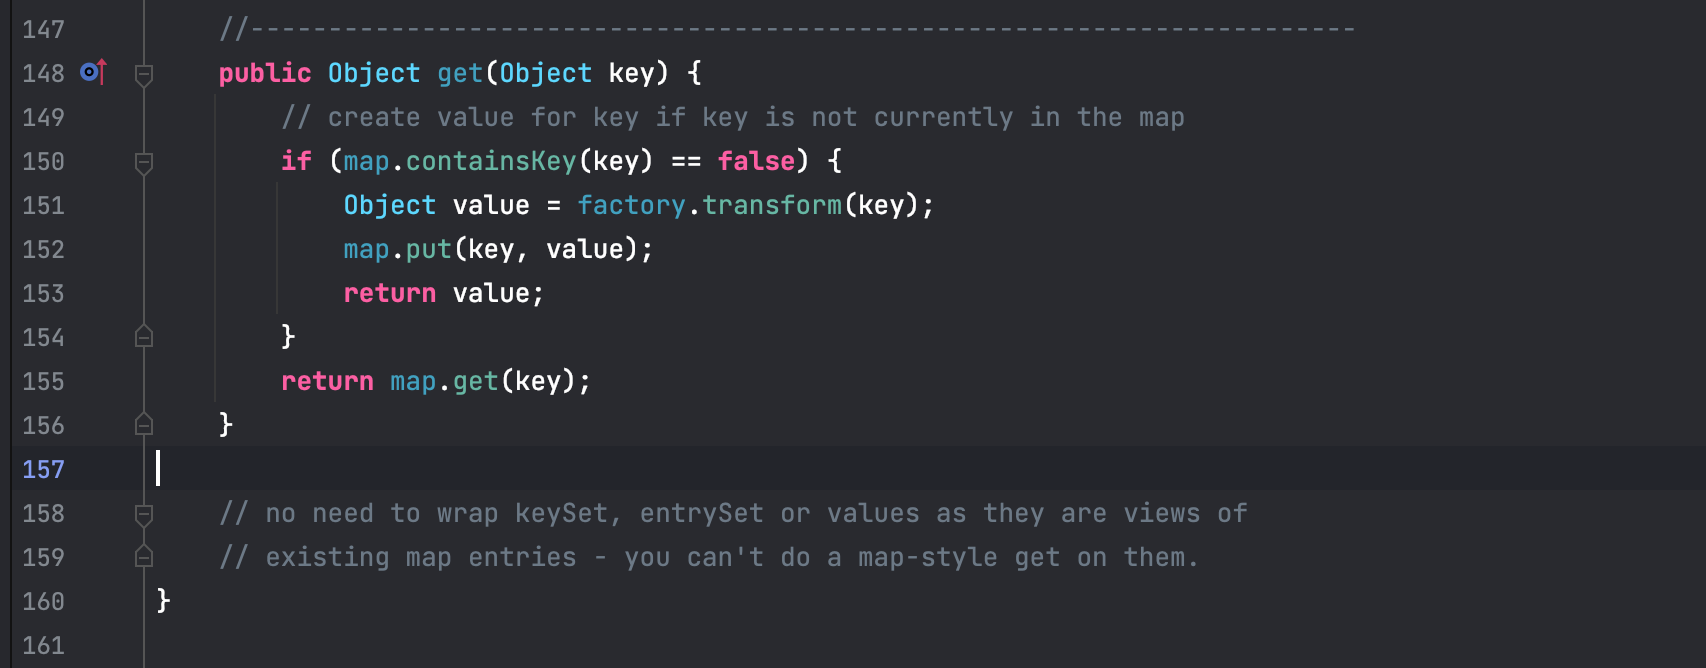 147 //-----------------------------------------------------------------------
148 public Object get(Object key) {
149 // create value for key if key is not currently in the map
150 if (map.containsKey(key) == false) {
151 Object value = factory.transform(key);
152 map.put(key, value);
153 return value;
154 }
155 return map.get(key);
156 }
157
158 // no need to wrap keySet, entrySet or values as they are views of
159 // existing map entries - you can't do a map-style get on them.
160 }
161